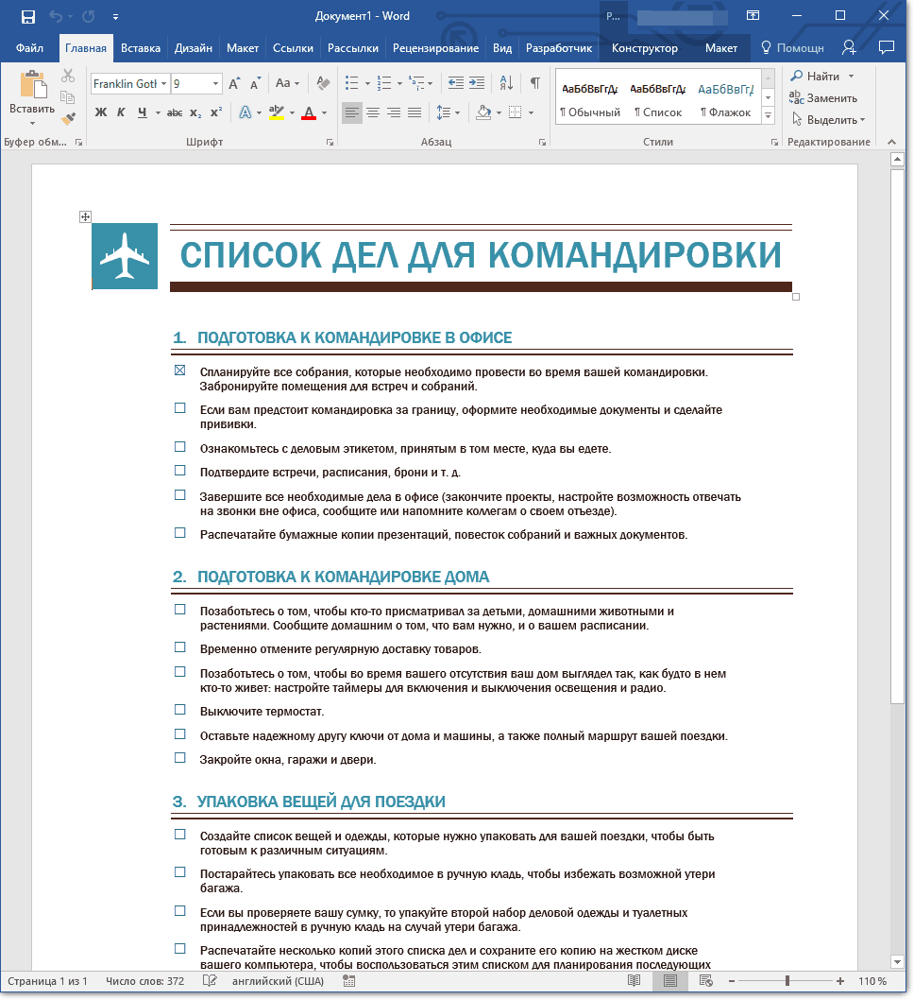 Документ1 - Word
Р...
Файл Главная Вставка Дизайн Макет Ссылки Рассылки Рецензирование Вид Разработчик Конструктор Макет Помощн
Вставить
Franklin Goth 9
Aa
АаБбВвГгДд АаБбВвГгДд АаБбВвГг
¶ Обычный ¶ Список ¶ Флажок
Найти
Заменить
Выделить
Ж К Ч abc x₂ x² A ab A
Буфер обм... Шрифт Абзац Стили Редактирование
СПИСОК ДЕЛ ДЛЯ КОМАНДИРОВКИ
1. ПОДГОТОВКА К КОМАНДИРОВКЕ В ОФИСЕ
☒ Спланируйте все собрания, которые необходимо провести во время вашей командировки.
Забронируйте помещения для встреч и собраний.
☐ Если вам предстоит командировка за границу, оформите необходимые документы и сделайте
прививки.
☐ Ознакомьтесь с деловым этикетом, принятым в том месте, куда вы едете.
☐ Подтвердите встречи, расписания, брони и т. д.
☐ Завершите все необходимые дела в офисе (закончите проекты, настройте возможность отвечать
на звонки вне офиса, сообщите или напомните коллегам о своем отъезде).
☐ Распечатайте бумажные копии презентаций, повесток собраний и важных документов.
2. ПОДГОТОВКА К КОМАНДИРОВКЕ ДОМА
☐ Позаботьтесь о том, чтобы кто-то присматривал за детьми, домашними животными и
растениями. Сообщите домашним о том, что вам нужно, и о вашем расписании.
☐ Временно отмените регулярную доставку товаров.
☐ Позаботьтесь о том, чтобы во время вашего отсутствия ваш дом выглядел так, как будто в нем
кто-то живет: настройте таймеры для включения и выключения освещения и радио.
☐ Выключите термостат.
☐ Оставьте надежному другу ключи от дома и машины, а также полный маршрут вашей поездки.
☐ Закройте окна, гаражи и двери.
3. УПАКОВКА ВЕЩЕЙ ДЛЯ ПОЕЗДКИ
☐ Создайте список вещей и одежды, которые нужно упаковать для вашей поездки, чтобы быть
готовым к различным ситуациям.
☐ Постарайтесь упаковать все необходимое в ручную кладь, чтобы избежать возможной утери
багажа.
☐ Если вы проверяете вашу сумку, то упакуйте второй набор деловой одежды и туалетных
принадлежностей в ручную кладь на случай утери багажа.
☐ Распечатайте несколько копий этого списка дел и сохраните его копию на жестком диске
вашего компьютера, чтобы воспользоваться этим списком для планирования последующих
Страница 1 из 1 Число слов: 372 английский (США) 110 %